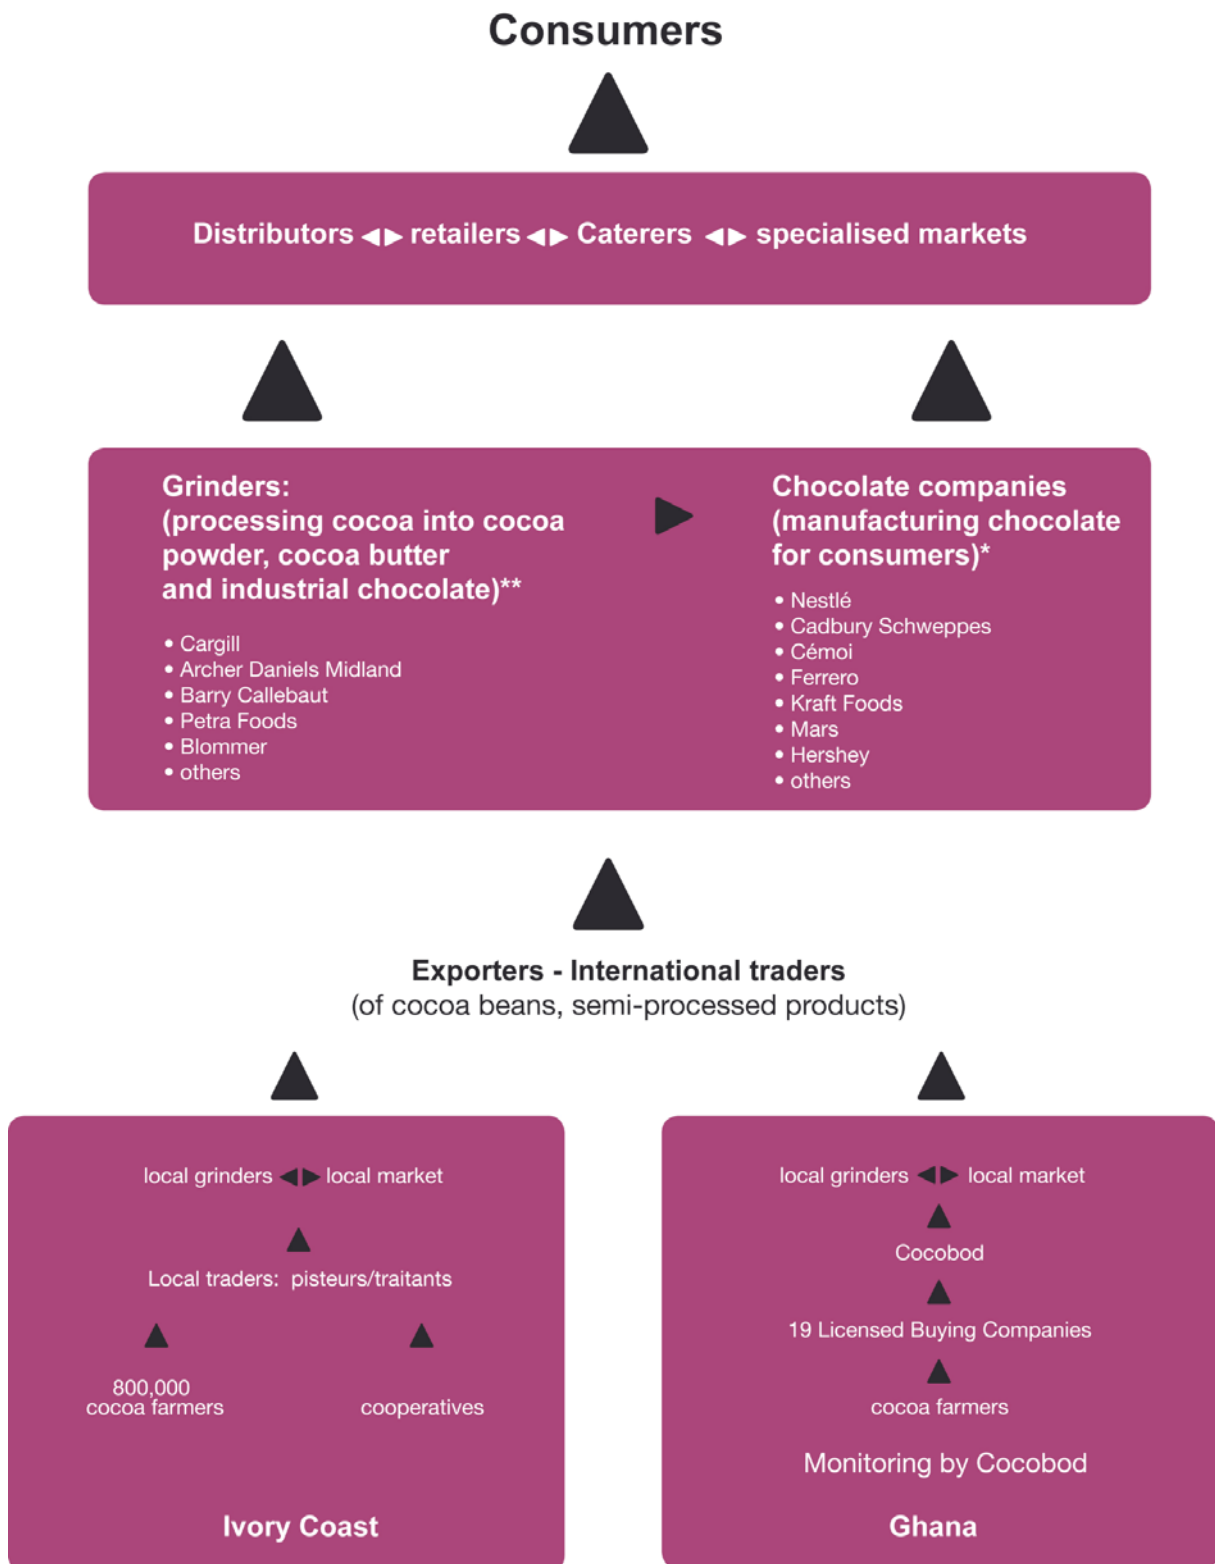 Consumers
Distributors ◀▶ retailers ◀▶ Caterers ◀▶ specialised markets
Grinders:
(processing cocoa into cocoa
powder, cocoa butter
and industrial chocolate)**
• Cargill
• Archer Daniels Midland
• Barry Callebaut
• Petra Foods
• Blommer
• others
Chocolate companies
(manufacturing chocolate
for consumers)*
• Nestlé
• Cadbury Schweppes
• Cémoi
• Ferrero
• Kraft Foods
• Mars
• Hershey
• others
Exporters - International traders
(of cocoa beans, semi-processed products)
local grinders ◀▶ local market
Local traders: pisteurs/traitants
800,000
cocoa farmers
cooperatives
Ivory Coast
local grinders ◀▶ local market
Cocobod
19 Licensed Buying Companies
cocoa farmers
Monitoring by Cocobod
Ghana